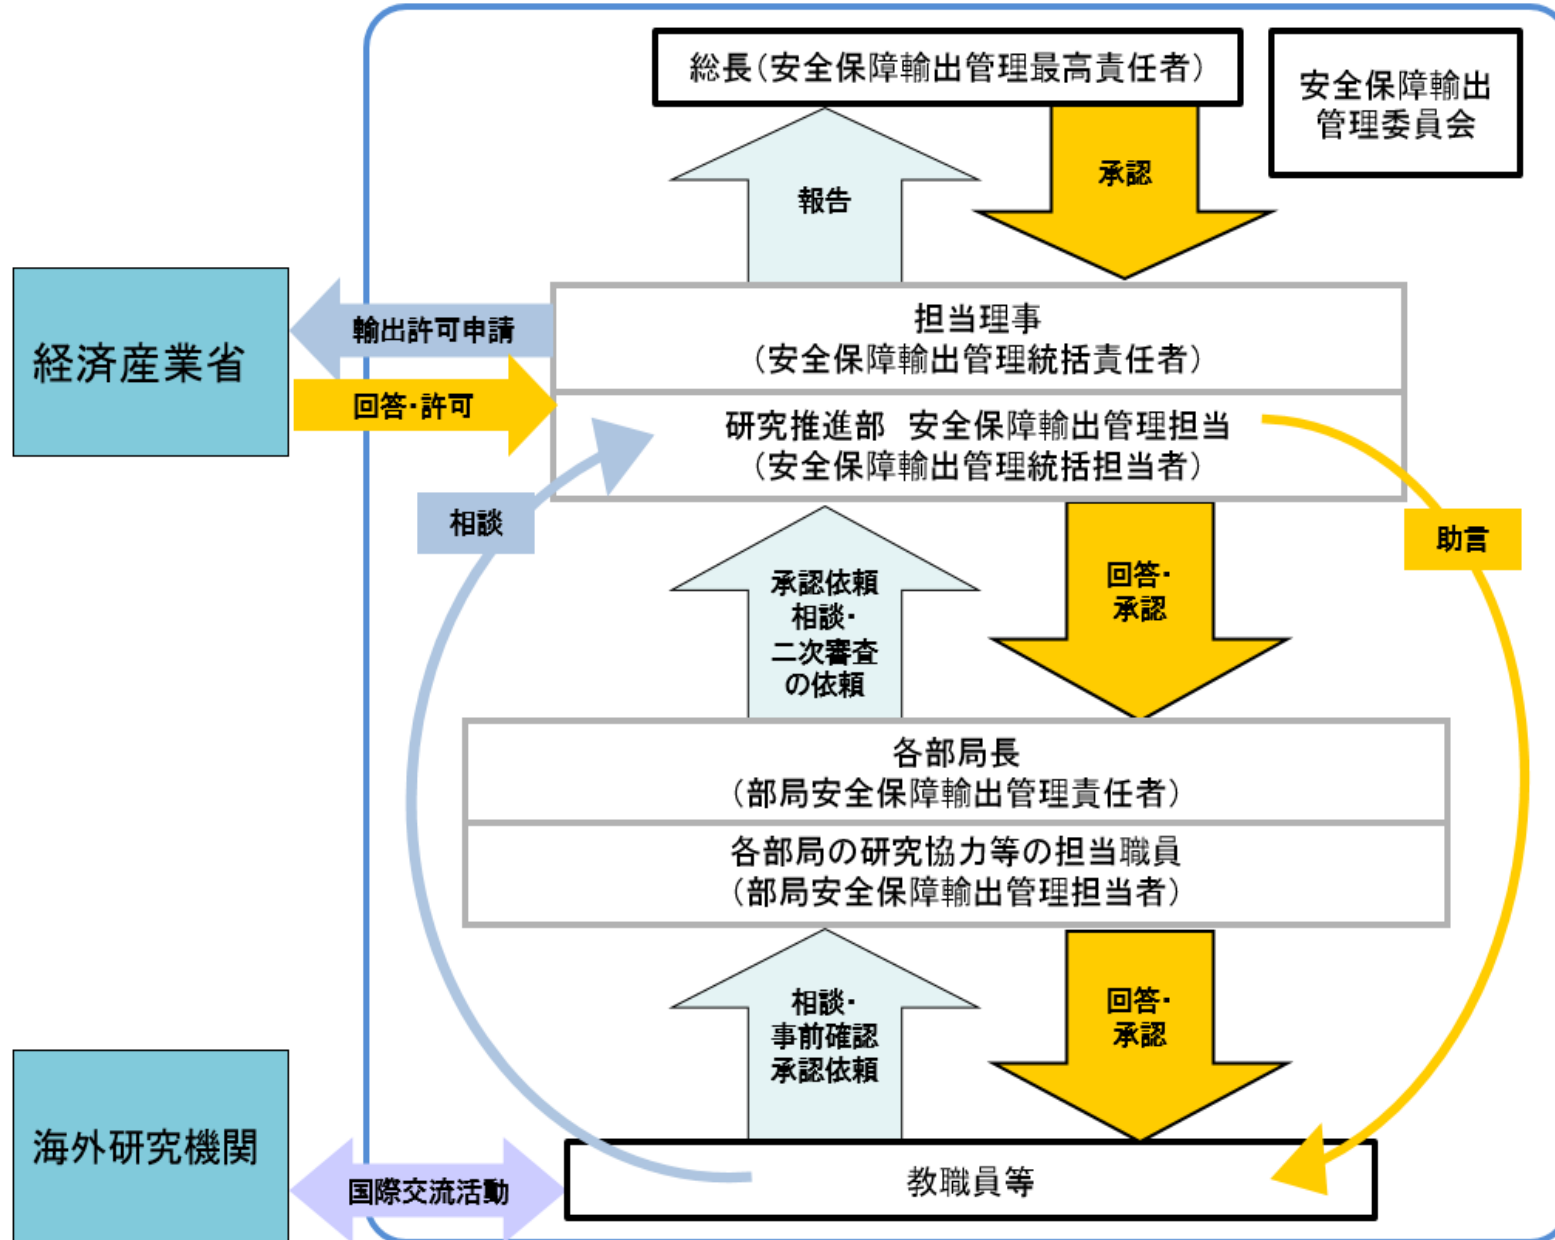 総長（安全保障輸出管理最高責任者）
安全保障輸出
管理委員会
報告
承認
経済産業省
輸出許可申請
回答・許可
担当理事
（安全保障輸出管理統括責任者）
研究推進部　安全保障輸出管理担当
（安全保障輸出管理統括担当者）
相談
助言
承認依頼
相談・
二次審査
の依頼
回答・
承認
各部局長
（部局安全保障輸出管理責任者）
各部局の研究協力等の担当職員
（部局安全保障輸出管理担当者）
相談・
事前確認
承認依頼
回答・
承認
海外研究機関
国際交流活動
教職員等